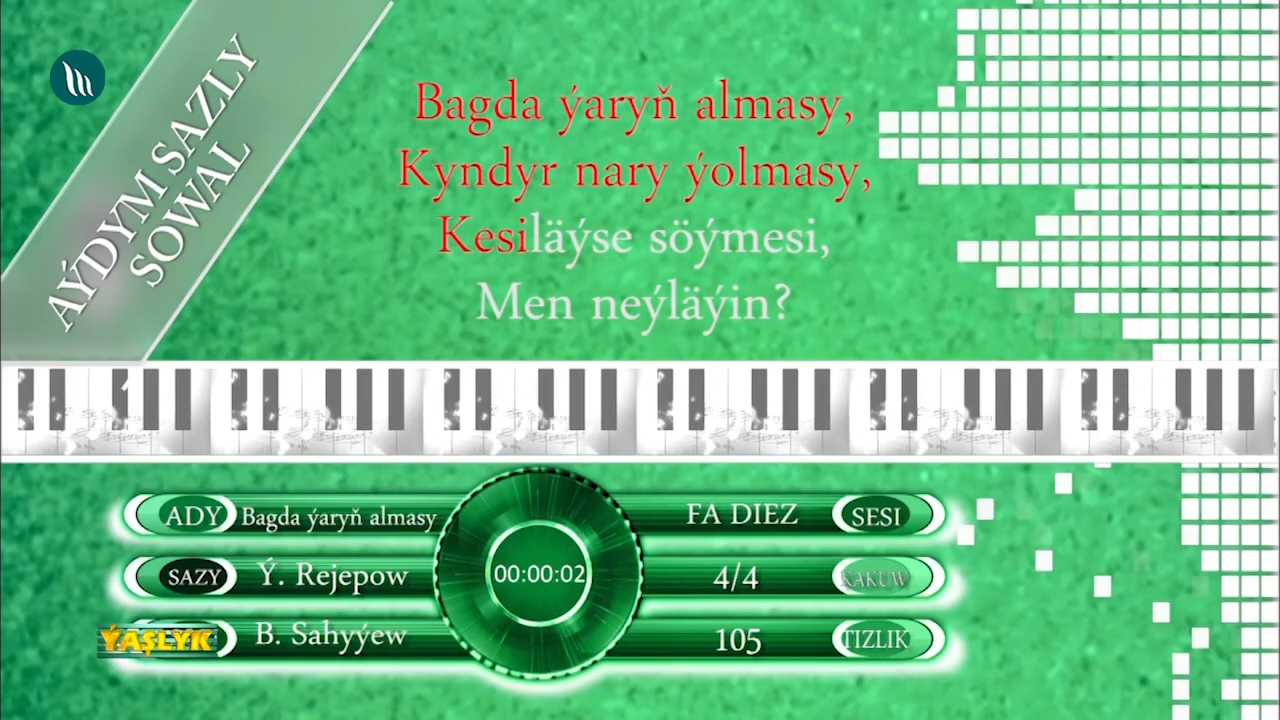 AÝDYM SAZLY
SOWAL
Bagda ýaryň almasy,
Kyndyr nary ýolmasy,
Kesiläýse söýmesi,
Men neýläýin?
ADY Bagda ýaryň almasy
FA DIEZ SESI
SAZY Ý. Rejepow
00:00:02
4/4 KAKUW
ÝAŞLYK B. Sahyýew
105 TIZLIK